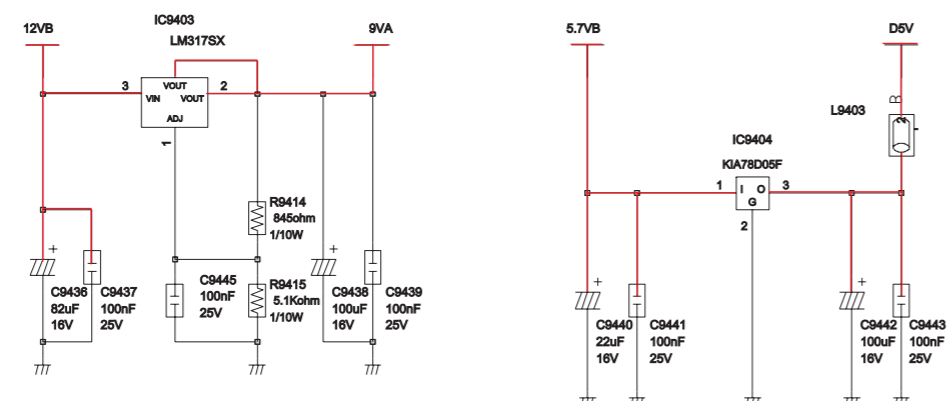 12VB
IC9403
LM317SX
9VA
VOUT
3
VIN
VOUT
2
ADJ
1
R9414
845ohm
1/10W
C9436
82uF
16V
C9437
100nF
25V
C9445
100nF
25V
R9415
5.1Kohm
1/10W
C9438
100uF
16V
C9439
100nF
25V
+
+
5.7VB
D5V
B
2
L9403
IC9404
KIA78D05F
1
I
O
G
3
2
+
+
C9440
22uF
16V
C9441
100nF
25V
C9442
100uF
16V
C9443
100nF
25V